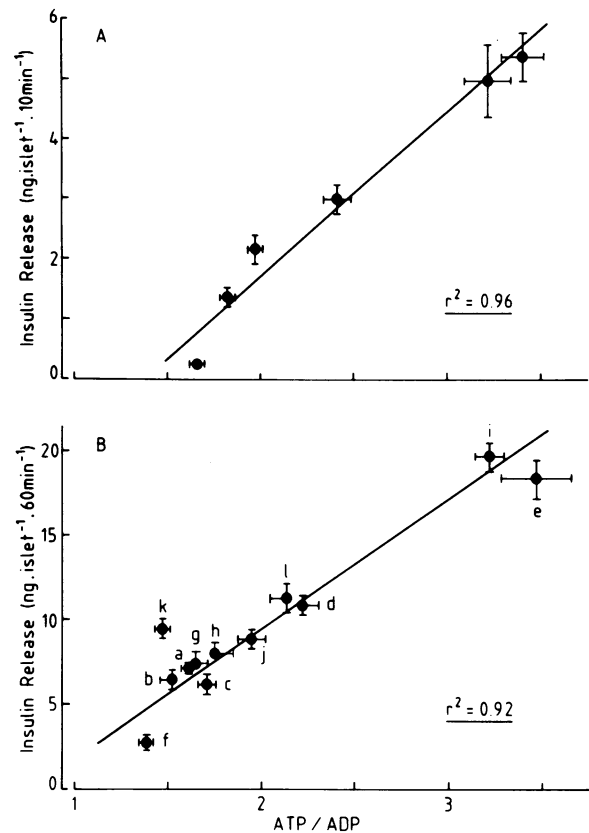 A
Insulin Release (ng.islet⁻¹.10min⁻¹)
6
4
2
0
r² = 0.96
B
Insulin Release (ng.islet⁻¹.60min⁻¹)
20
15
10
5
0
i
e
l
d
k
g
h
a
j
b
c
f
r² = 0.92
1
2
3
ATP/ADP